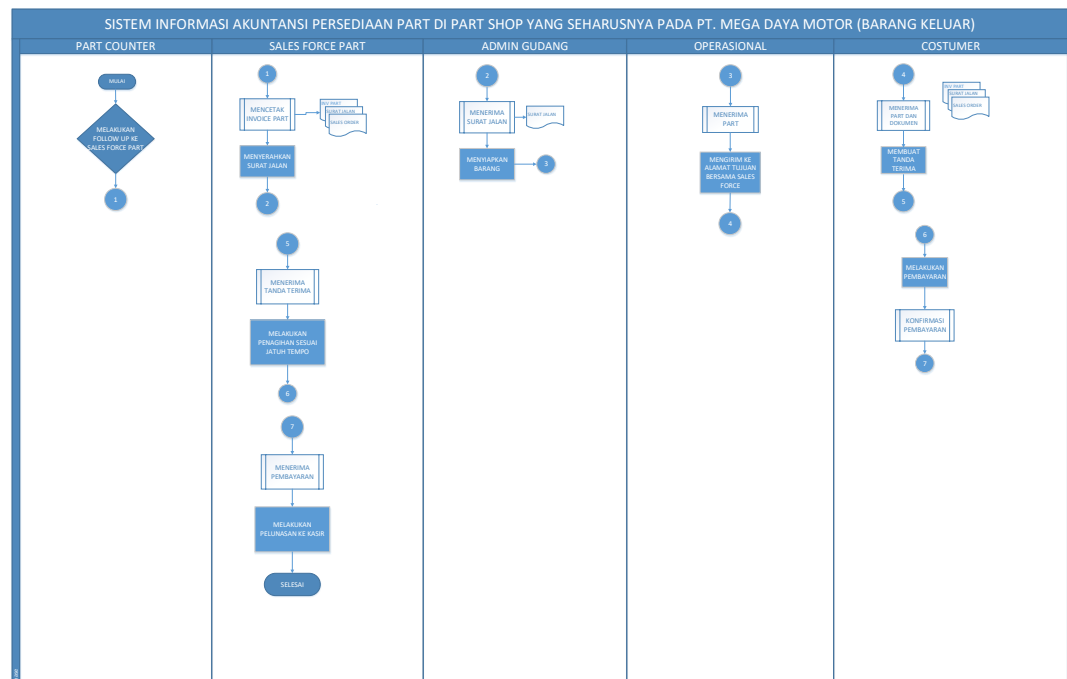 SISTEM INFORMASI AKUNTANSI PERSEDIAAN PART DI PART SHOP YANG SEHARUSNYA PADA PT. MEGA DAYA MOTOR (BARANG KELUAR)
PART COUNTER
MULAI
MELAKUKAN
FOLLOW UP KE
SALES FORCE PART
1
SALES FORCE PART
1
MENCETAK
INVOICE PART
INV PART
SURAT JALAN
SALES ORDER
MENYERAHKAN
SURAT JALAN
2
5
MENERIMA
TANDA TERIMA
MELAKUKAN
PENAGIHAN SESUAI
JATUH TEMPO
6
7
MENERIMA
PEMBAYARAN
MELAKUKAN
PELUNASAN KE KASIR
SELESAI
ADMIN GUDANG
2
MENERIMA
SURAT JALAN
SURAT JALAN
MENYIAPKAN
BARANG
3
OPERASIONAL
3
MENERIMA
PART
MENGIRIM KE
ALAMAT TUJUAN
BERSAMA SALES
FORCE
4
COSTUMER
4
MENERIMA
PART DAN
DOKUMEN
INV PART
SURAT JALAN
SALES ORDER
MEMBUAT
TANDA
TERIMA
5
6
MELAKUKAN
PEMBAYARAN
KONFIRMASI
PEMBAYARAN
7